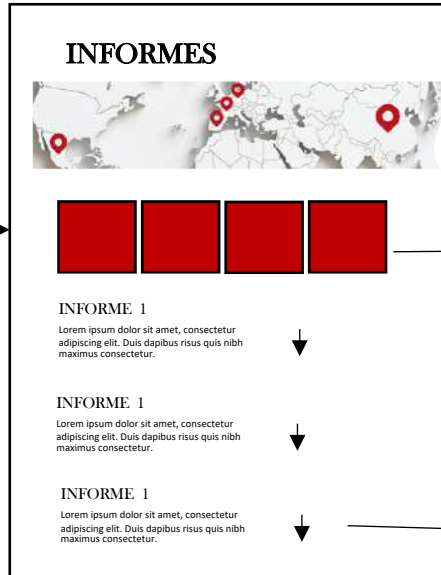 INFORMES
INFORME 1
Lorem ipsum dolor sit amet, consectetur
adipiscing elit. Duis dapibus risus quis nibh
maximus consectetur.
INFORME 1
Lorem ipsum dolor sit amet, consectetur
adipiscing elit. Duis dapibus risus quis nibh
maximus consectetur.
INFORME 1
Lorem ipsum dolor sit amet, consectetur
adipiscing elit. Duis dapibus risus quis nibh
maximus consectetur.